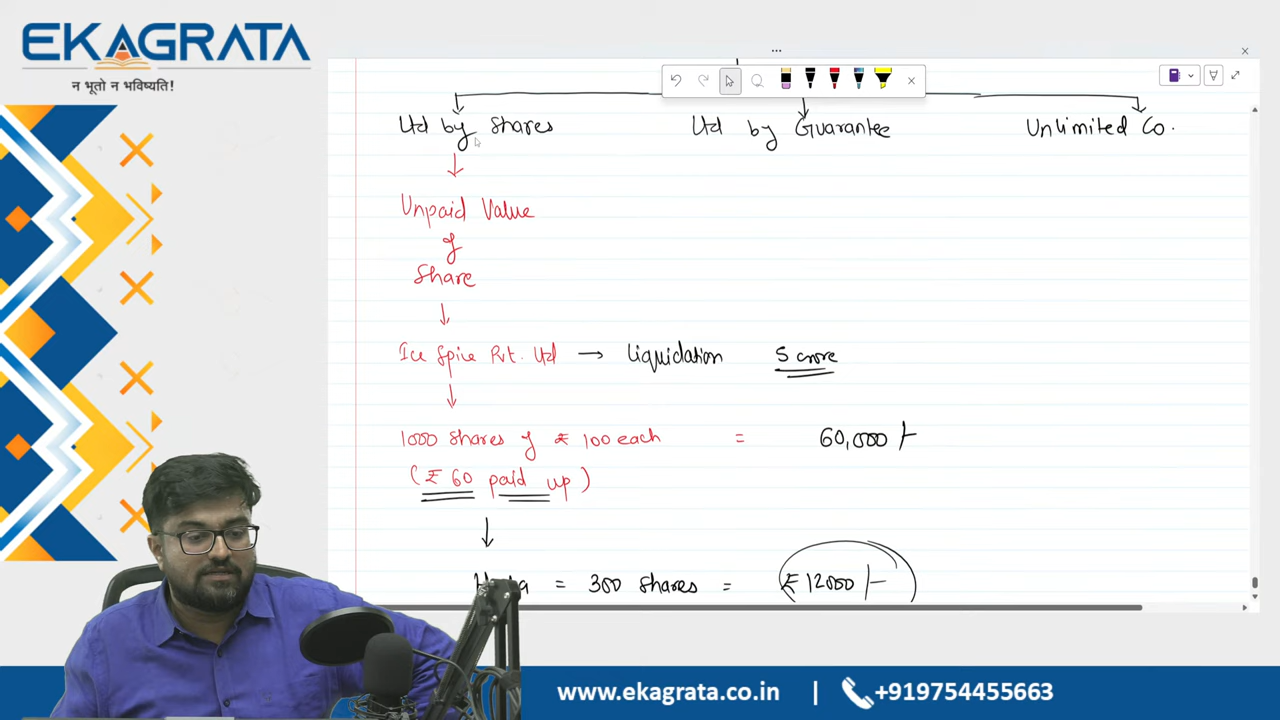 EKAGRATA
न भूतो न भविष्यति!
Ltd by Shares
Ltd by Guarantee
Unlimited Co.
Unpaid Value
of
Share
Ice Spice Pvt. Ltd → Liquidation 5 crore
1000 Shares of ₹ 100 each = 60,000/-
(₹ 60 paid up)
= 300 Shares = ₹ 12000/-
www.ekagrata.co.in | +919754455663